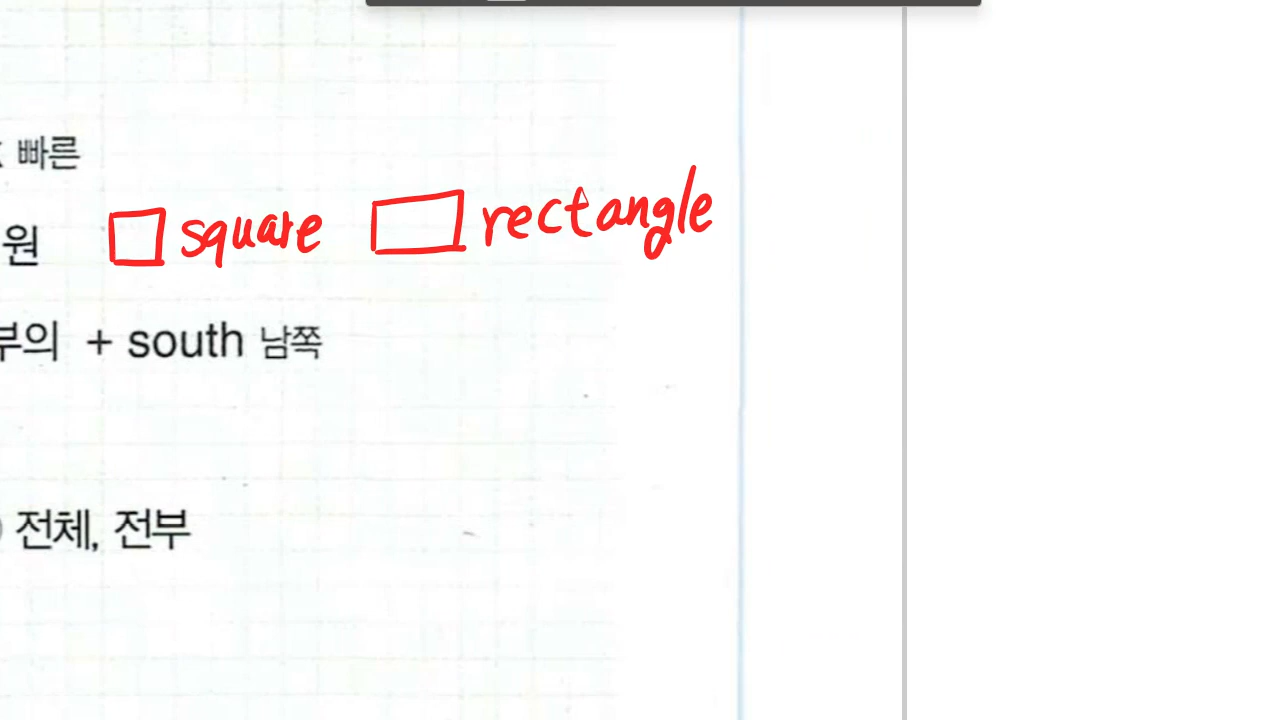 빠른
원 square rectangle
부의 + south 남쪽
전체, 전부